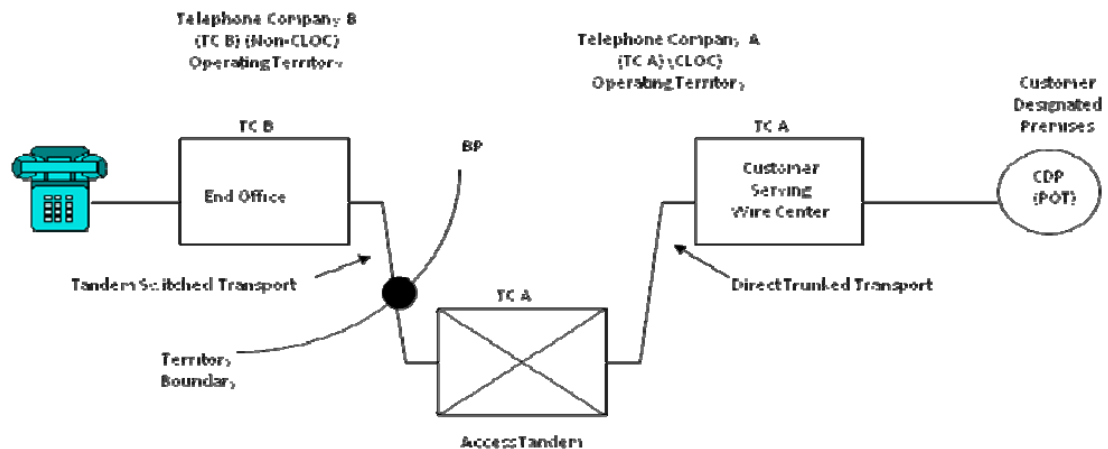 Telephone Company B
(TC B) (Non-CLOC)
Operating Territory
Telephone Company A
(TC A) (CLOC)
Operating Territory
Customer
Designated
Premises
TC B
End Office
BP
TC A
Customer
Serving
Wire Center
CDP
(POT)
Tandem Switched Transport
Direct Trunked Transport
TC A
Territory
Boundary
Access Tandem